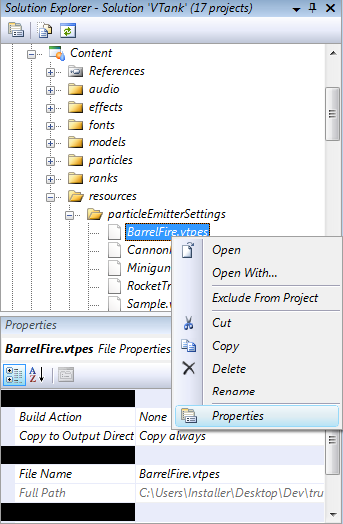 Solution Explorer - Solution 'VTank' (17 projects)
Content
References
audio
effects
fonts
models
particles
ranks
resources
particleEmitterSettings
BarrelFire.vtpes
Open
Open With...
Minigun
Exclude From Project
RocketTr
Sample.v
Cut
Properties
Copy
BarrelFire.vtpes File Properties
Delete
Rename
Properties
Build Action None
Copy to Output Direct Copy always
File Name BarrelFire.vtpes
Full Path C:\Users\Installer\Desktop\Dev\tru